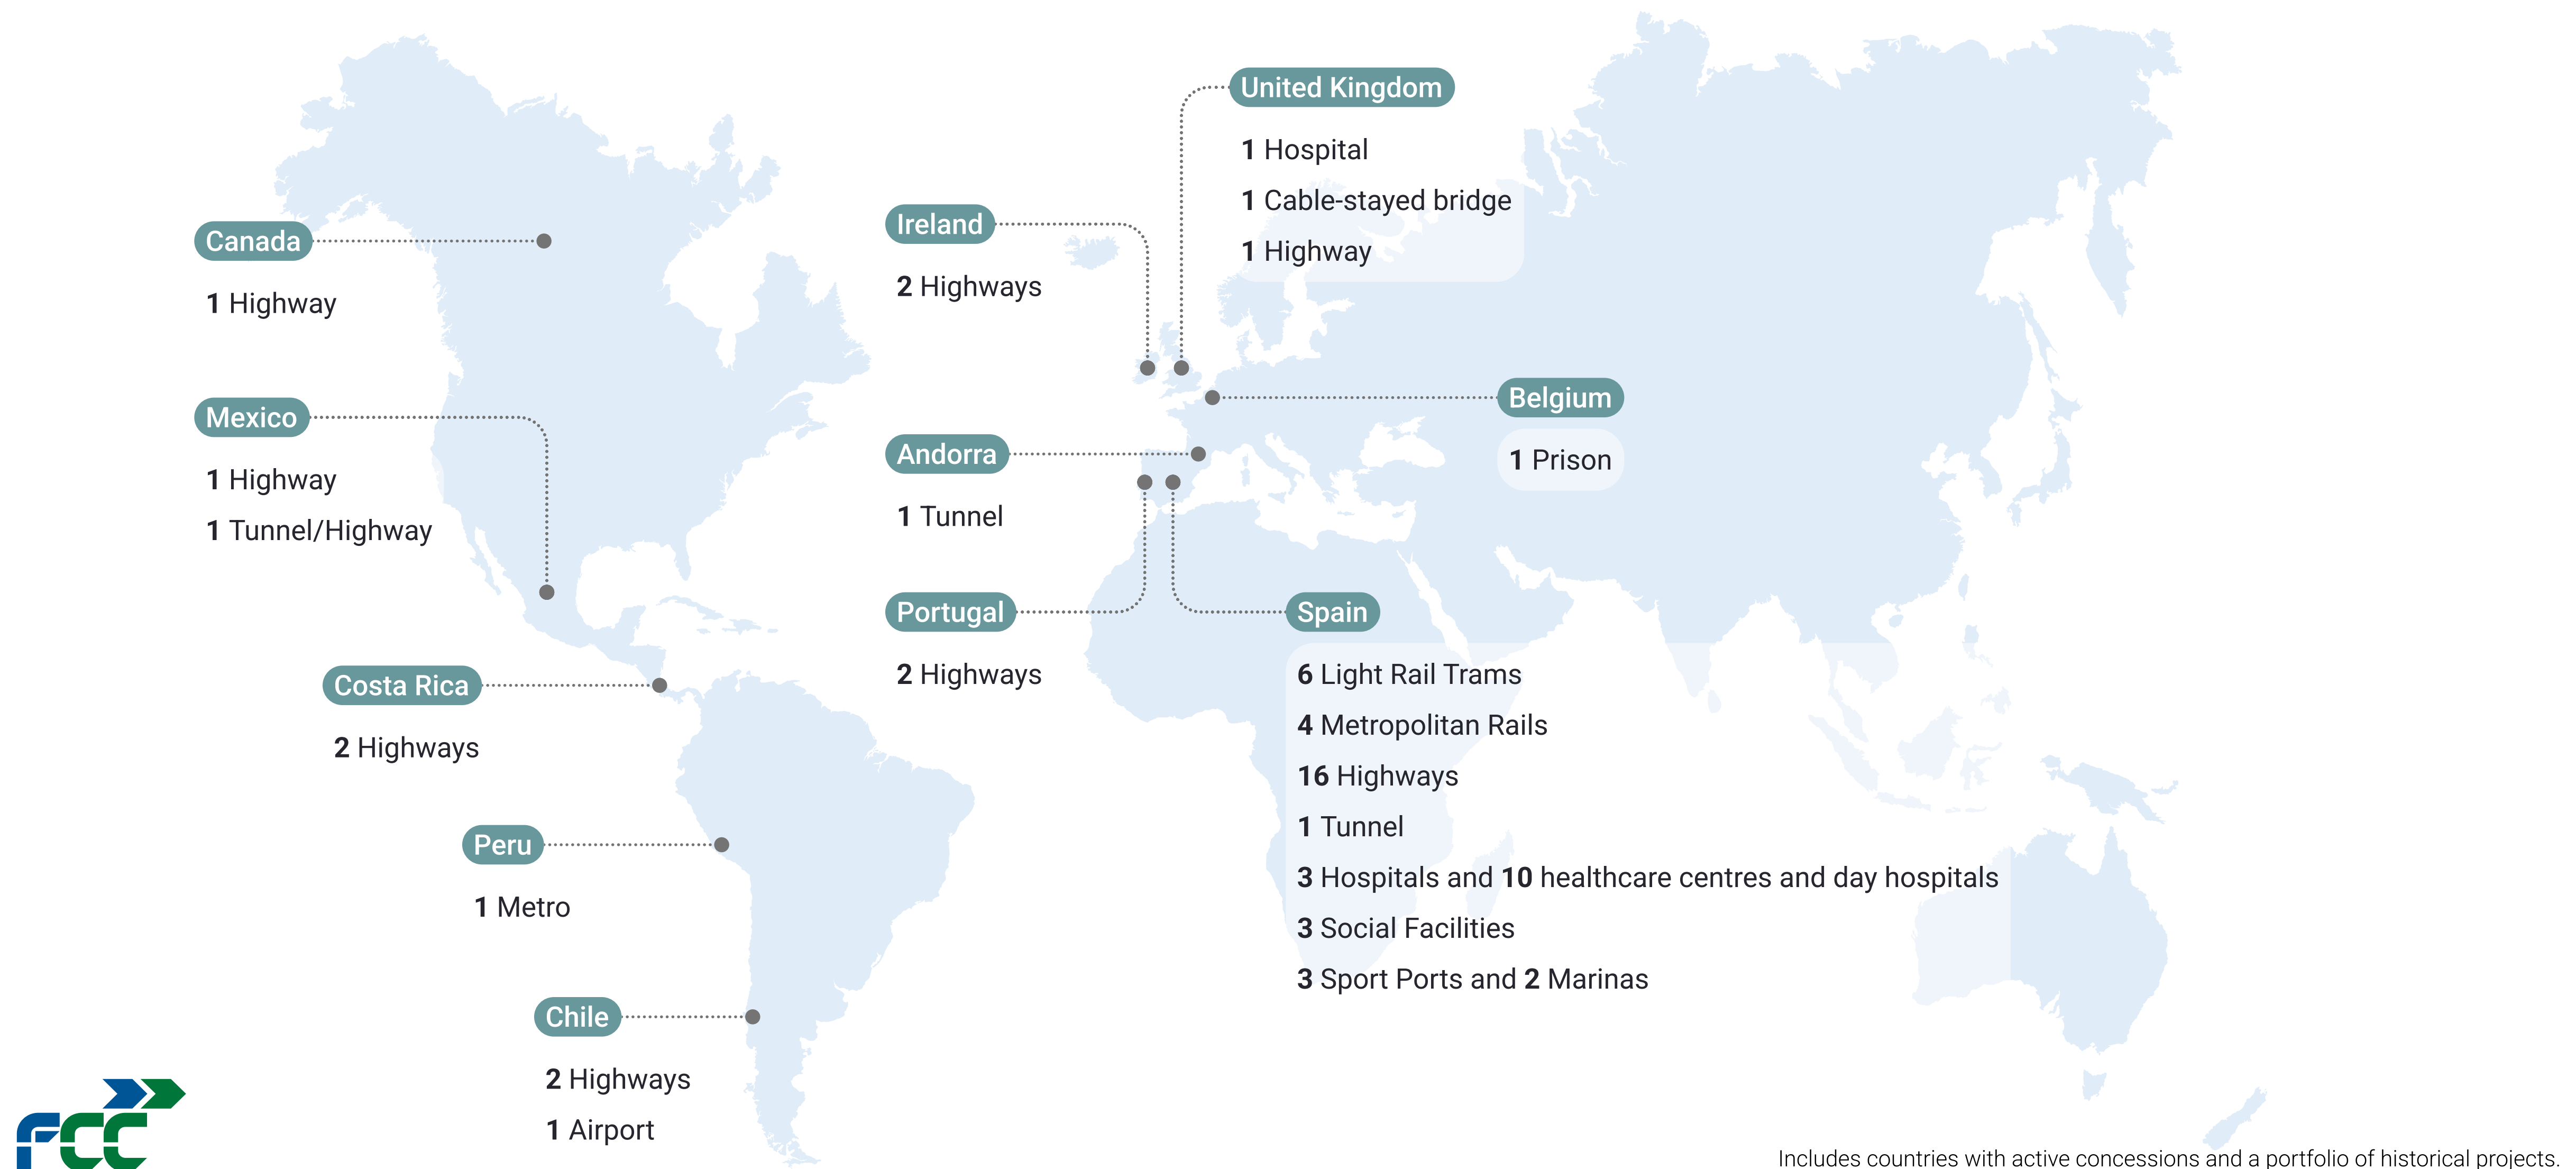 Canada
1 Highway
Mexico
1 Highway
1 Tunnel/Highway
Costa Rica
2 Highways
Peru
1 Metro
Chile
2 Highways
1 Airport
Ireland
2 Highways
United Kingdom
1 Hospital
1 Cable-stayed bridge
1 Highway
Belgium
1 Prison
Andorra
1 Tunnel
Portugal
2 Highways
Spain
6 Light Rail Trams
4 Metropolitan Rails
16 Highways
1 Tunnel
3 Hospitals and 10 healthcare centres and day hospitals
3 Social Facilities
3 Sport Ports and 2 Marinas
FCC
Includes countries with active concessions and a portfolio of historical projects.